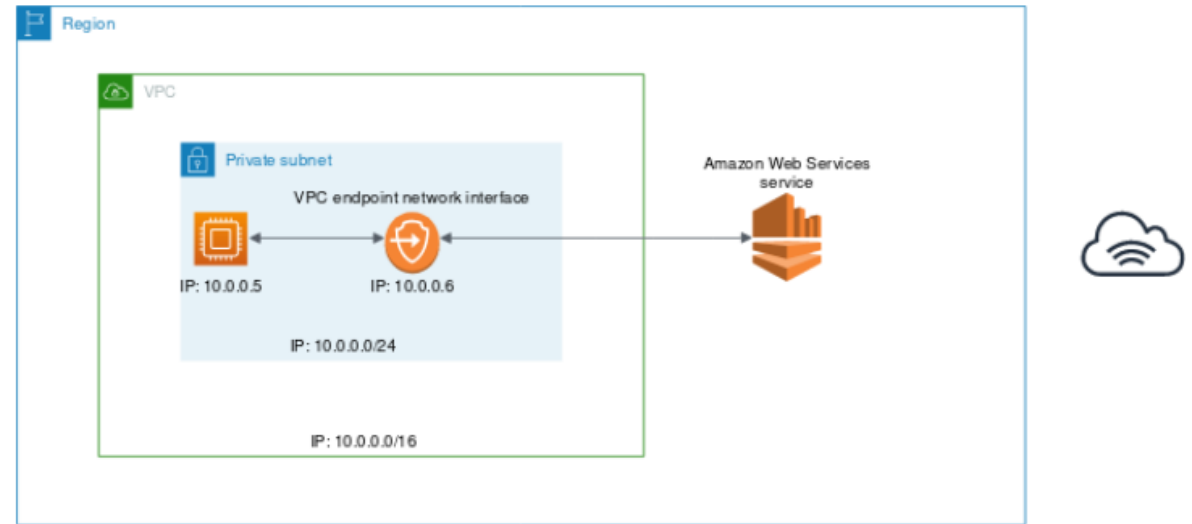 Region
VPC
Private subnet
Amazon Web Services
service
VPC endpoint network interface
IP: 10.0.0.5
IP: 10.0.0.6
IP: 10.0.0.0/24
IP: 10.0.0.0/16